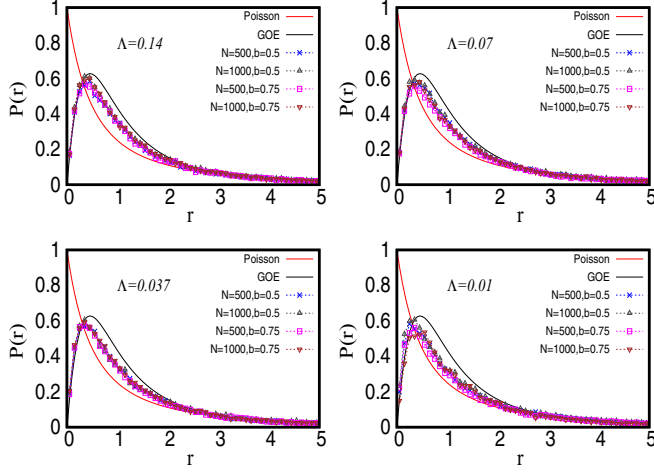 Λ=0.14
Poisson
GOE
N=500,b=0.5
N=1000,b=0.5
N=500,b=0.75
N=1000,b=0.75
P(r)
1
0.8
0.6
0.4
0.2
0
0 1 2 3 4 5
r
Λ=0.07
Poisson
GOE
N=500,b=0.5
N=1000,b=0.5
N=500,b=0.75
N=1000,b=0.75
P(r)
1
0.8
0.6
0.4
0.2
0
0 1 2 3 4 5
r
Λ=0.037
Poisson
GOE
N=500,b=0.5
N=1000,b=0.5
N=500,b=0.75
N=1000,b=0.75
P(r)
1
0.8
0.6
0.4
0.2
0
0 1 2 3 4 5
r
Λ=0.01
Poisson
GOE
N=500,b=0.5
N=1000,b=0.5
N=500,b=0.75
N=1000,b=0.75
P(r)
1
0.8
0.6
0.4
0.2
0
0 1 2 3 4 5
r